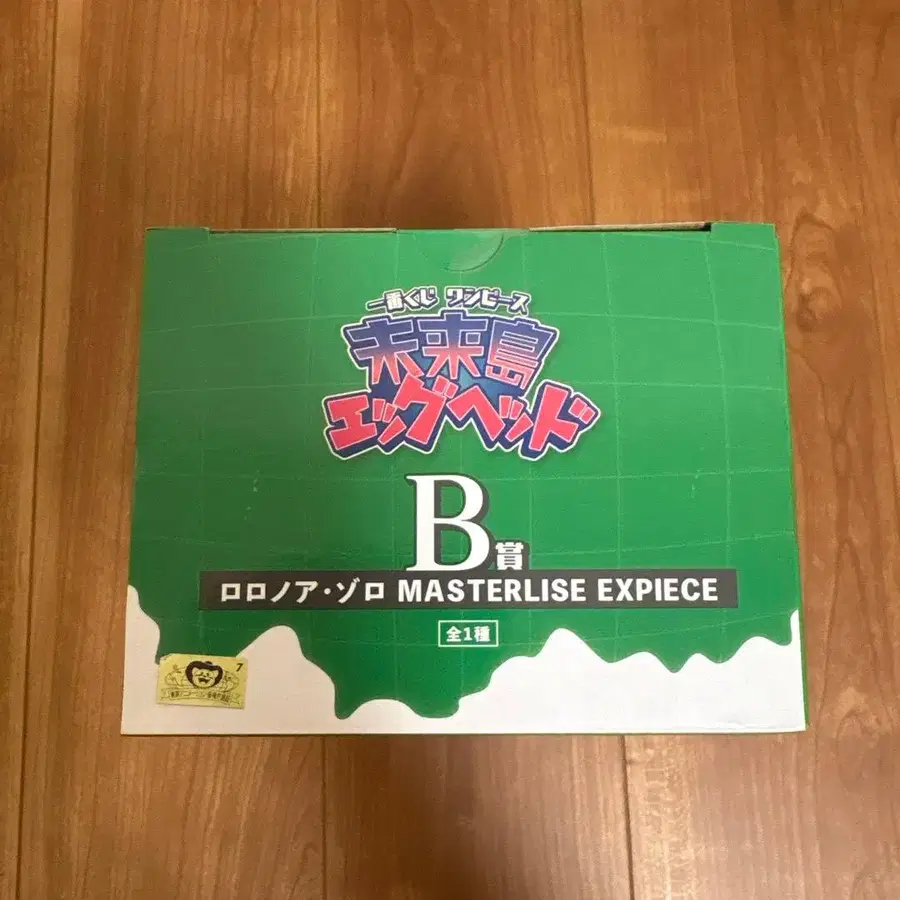 一番くじ ワンピース
未来島
エッグヘッド
B賞
ロロノア・ゾロ MASTERLISE EXPIECE
全1種
7